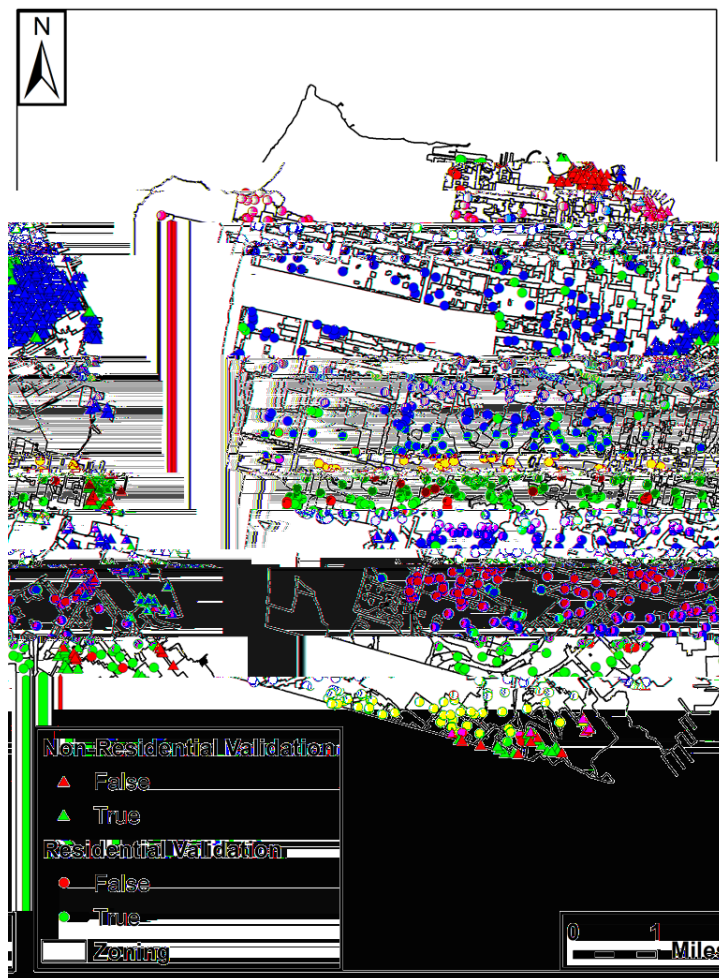 N
Non-Residential Validation
False
True
Residential Validation
False
True
Zoning
0 1
Miles